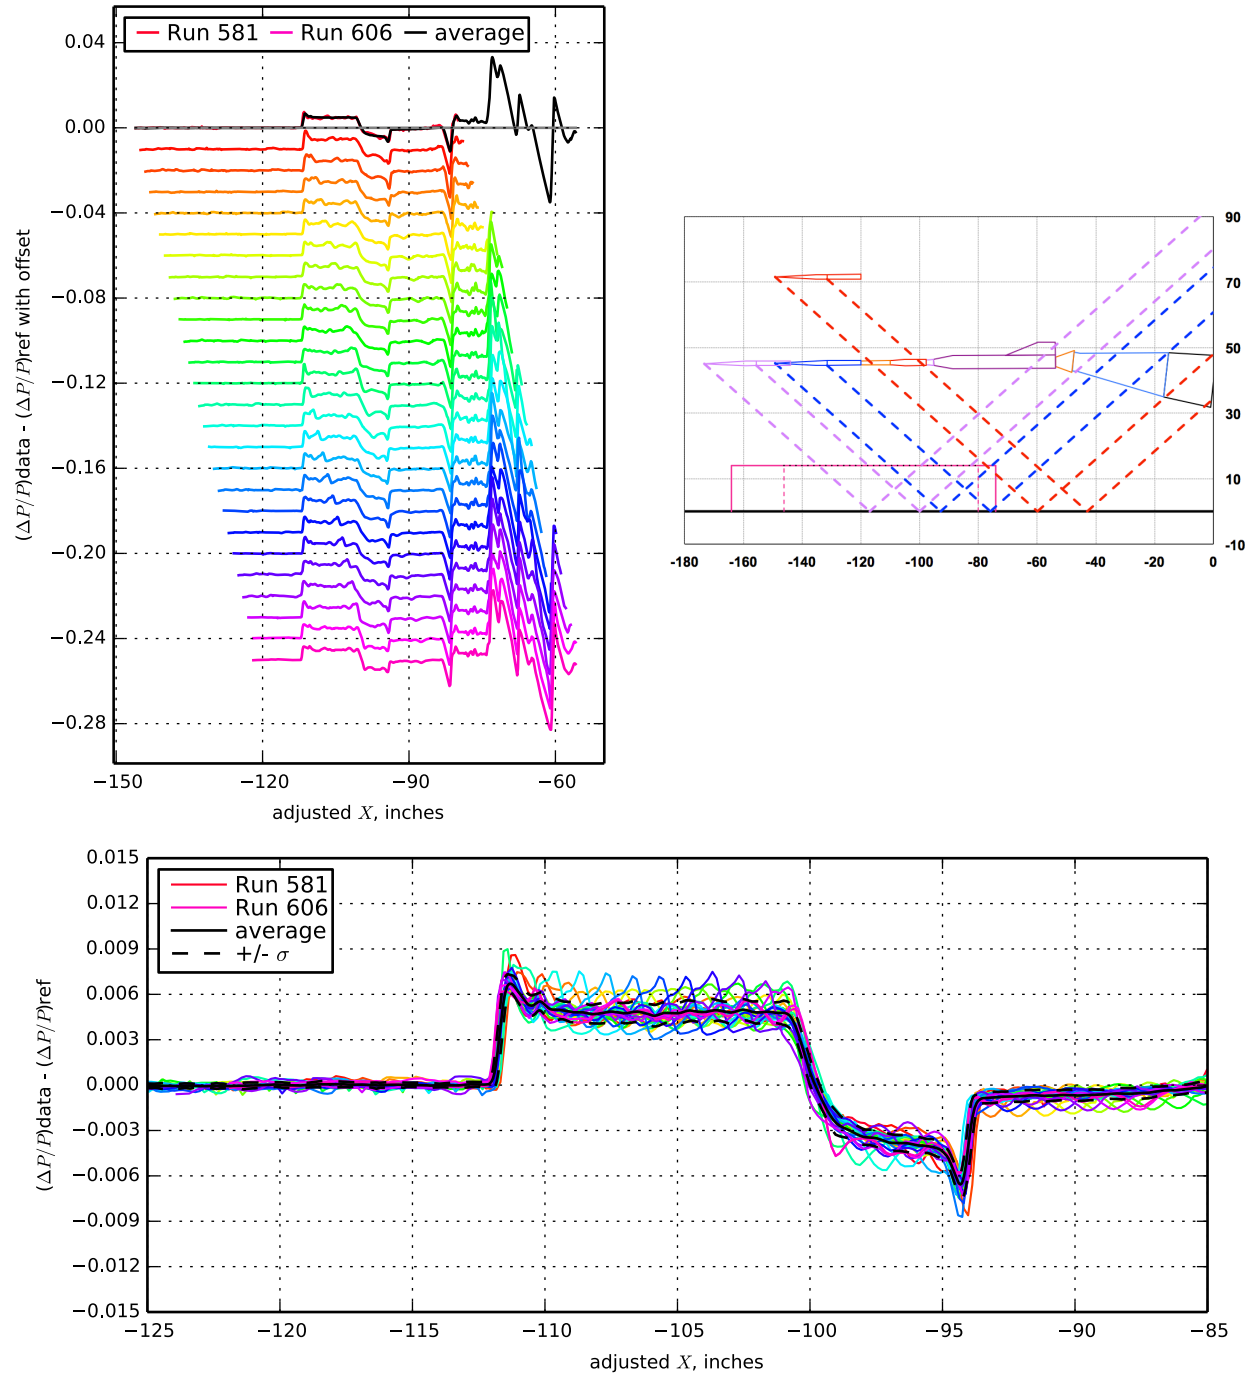 Run 581 Run 606 average
0.04
0.00
−0.04
−0.08
−0.12
−0.16
−0.20
−0.24
−0.28
(ΔP/P)data - (ΔP/P)ref with offset
−150 −120 −90 −60
adjusted X, inches
90
70
50
30
10
-10
-180 -160 -140 -120 -100 -80 -60 -40 -20 0
Run 581
Run 606
average
+/- σ
0.015
0.012
0.009
0.006
0.003
0.000
−0.003
−0.006
−0.009
−0.012
−0.015
(ΔP/P)data - (ΔP/P)ref
−125 −120 −115 −110 −105 −100 −95 −90 −85
adjusted X, inches